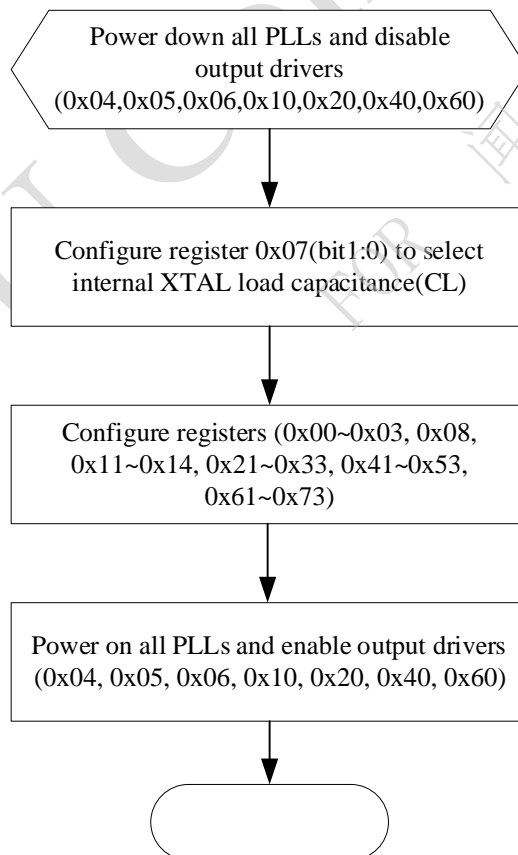 Power down all PLLs and disable
output drivers
(0x04,0x05,0x06,0x10,0x20,0x40,0x60)
Configure register 0x07(bit1:0) to select
internal XTAL load capacitance(CL)
FOR 闻
Configure registers (0x00~0x03, 0x08,
0x11~0x14, 0x21~0x33, 0x41~0x53,
0x61~0x73)
Power on all PLLs and enable output drivers
(0x04, 0x05, 0x06, 0x10, 0x20, 0x40, 0x60)